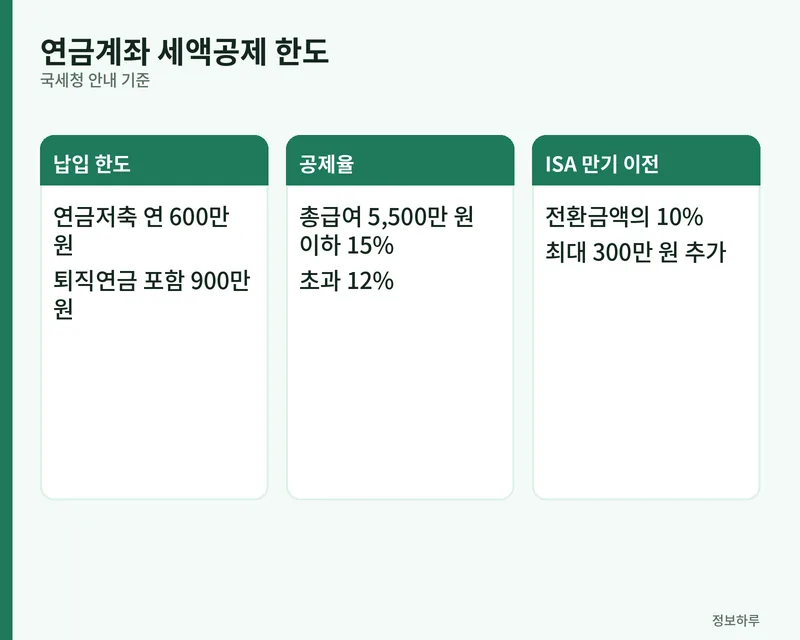 연금계좌 세액공제 한도
국세청 안내 기준
납입 한도
연금저축 연 600만
원
퇴직연금 포함 900만
원
공제율
총급여 5,500만 원
이하 15%
초과 12%
ISA 만기 이전
전환금액의 10%
최대 300만 원 추가
정보하루